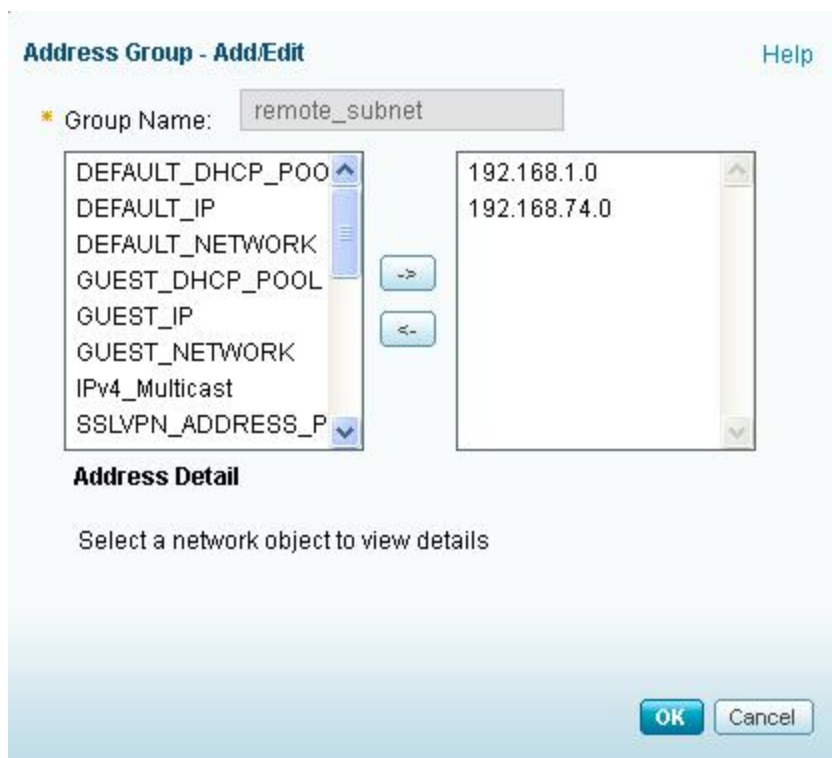 Address Group - Add/Edit
Help
* Group Name: remote_subnet
DEFAULT_DHCP_POO
DEFAULT_IP
DEFAULT_NETWORK
GUEST_DHCP_POOL
GUEST_IP
GUEST_NETWORK
IPv4_Multicast
SSLVPN_ADDRESS_P
->
<-
192.168.1.0
192.168.74.0
Address Detail
Select a network object to view details
OK
Cancel